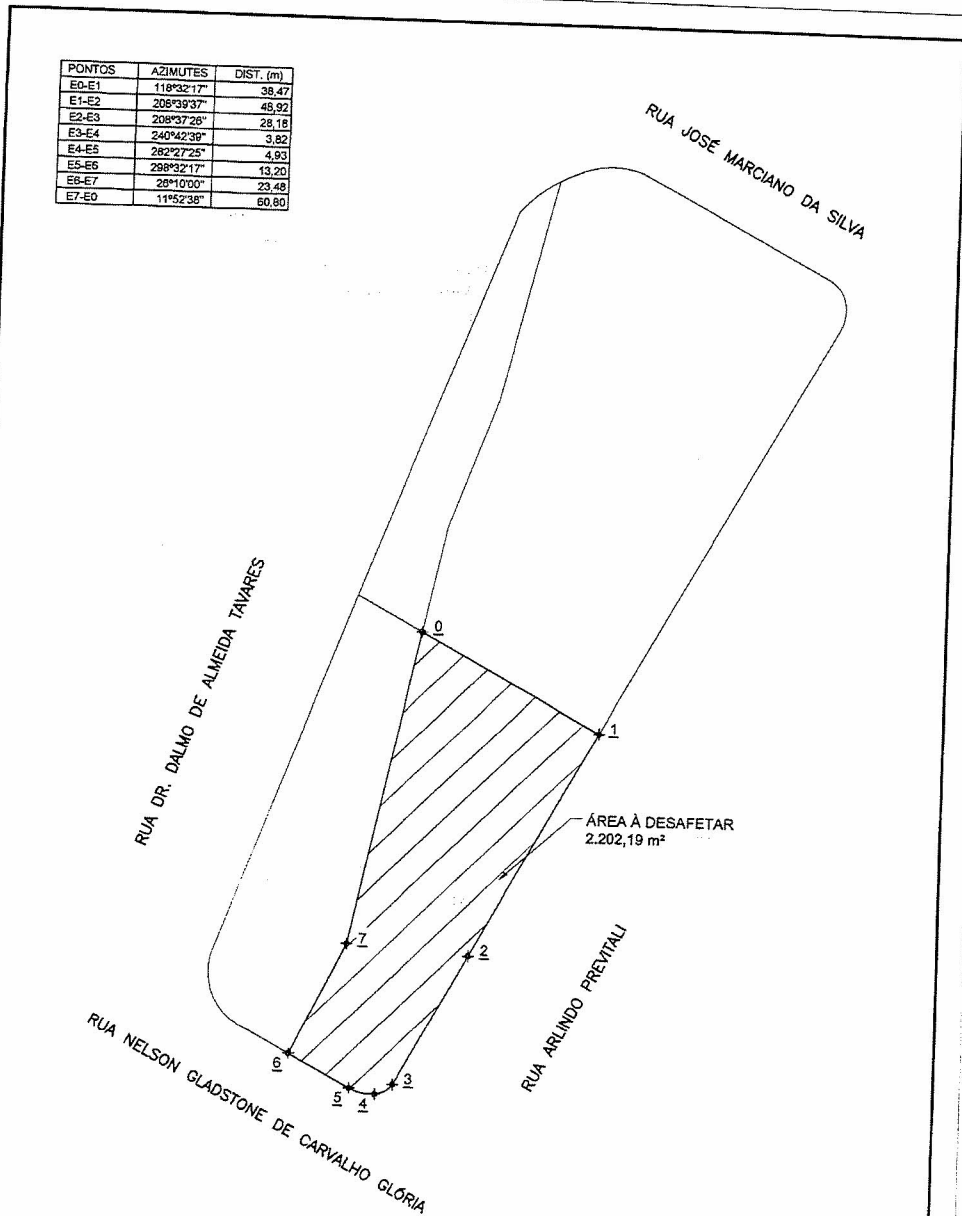 PONTOS AZIMUTES DIST. (m)
E0-E1 118°32'17" 38,47
E1-E2 208°39'37" 48,92
E2-E3 208°37'26" 28,18
E3-E4 240°42'39" 3,82
E4-E5 262°27'25" 4,93
E5-E6 298°32'17" 13,20
E6-E7 26°10'00" 23,48
E7-E0 11°52'38" 60,80
RUA JOSÉ MARCIANO DA SILVA
RUA DR. DALMO DE ALMEIDA TAVARES
0
1
ÁREA À DESAFETAR
2.202,19 m²
7
2
RUA ARLINDO PREVITALI
6
5
4
3
RUA NELSON GLADSTONE DE CARVALHO GLÓRIA